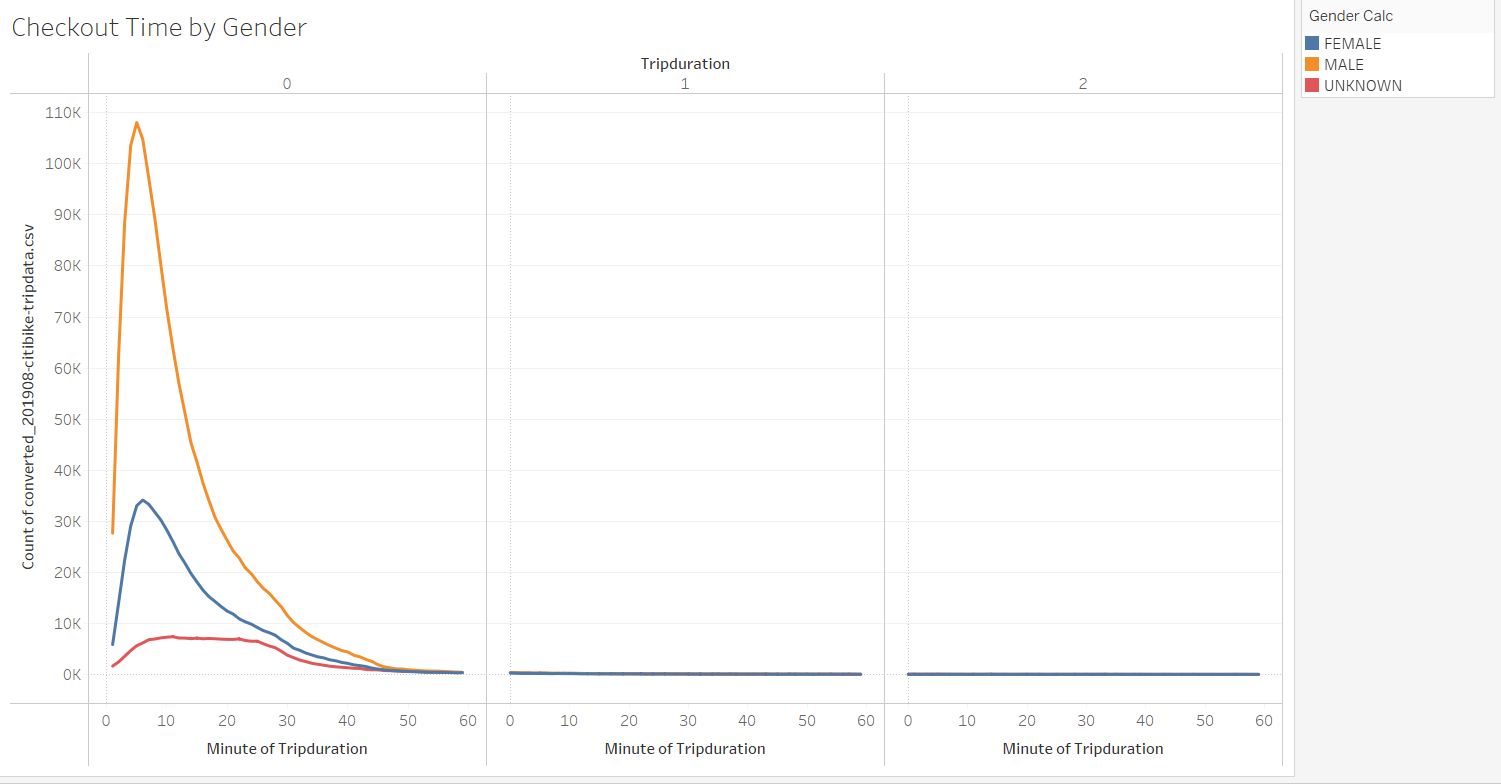 Checkout Time by Gender
Gender Calc
FEMALE
MALE
UNKNOWN
Tripduration
0 1 2
Count of converted_201908-citibike-tripdata.csv
110K
100K
90K
80K
70K
60K
50K
40K
30K
20K
10K
0K
0 10 20 30 40 50 60 0 10 20 30 40 50 60 0 10 20 30 40 50 60
Minute of Tripduration Minute of Tripduration Minute of Tripduration